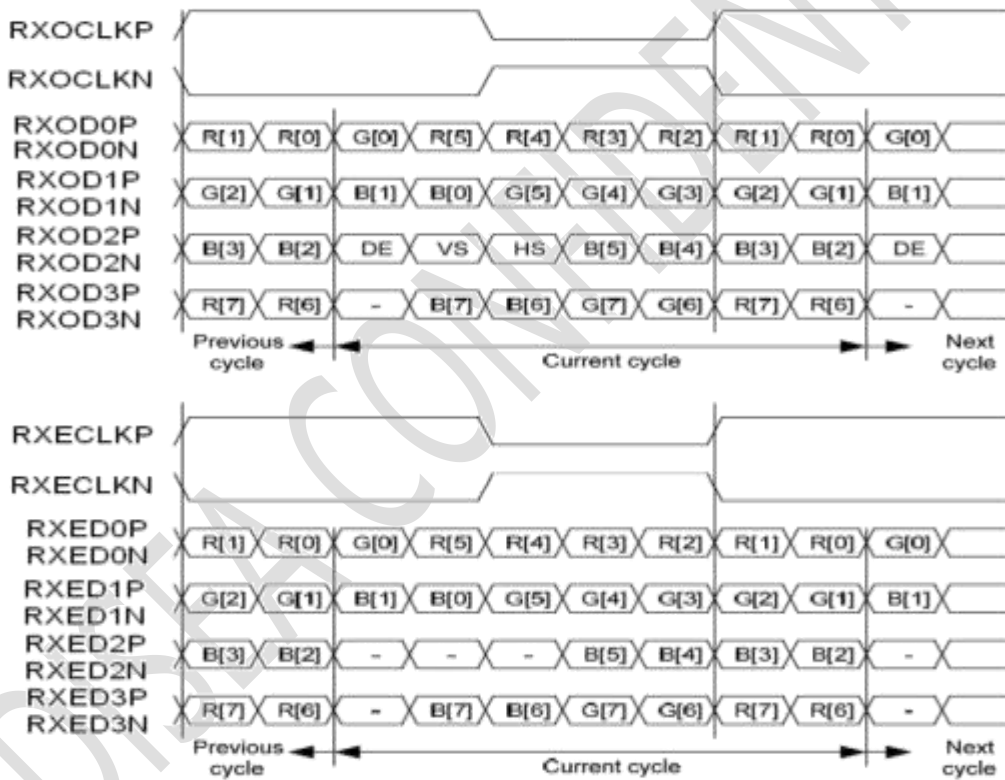 RXOCLKP
RXOCLKN
RXOD0P R[1] R[0] G[0] R[5] R[4] R[3] R[2] R[1] R[0] G[0]
RXOD0N
RXOD1P G[2] G[1] B[1] B[0] G[5] G[4] G[3] G[2] G[1] B[1]
RXOD1N
RXOD2P B[3] B[2] DE VS HS B[5] B[4] B[3] B[2] DE
RXOD2N
RXOD3P R[7] R[6] - B[7] B[6] G[7] G[6] R[7] R[6] -
RXOD3N
Previous cycle Current cycle Next cycle
RXECLKP
RXECLKN
RXED0P R[1] R[0] G[0] R[5] R[4] R[3] R[2] R[1] R[0] G[0]
RXED0N
RXED1P G[2] G[1] B[1] B[0] G[5] G[4] G[3] G[2] G[1] B[1]
RXED1N
RXED2P B[3] B[2] - - - B[5] B[4] B[3] B[2] -
RXED2N
RXED3P R[7] R[6] - B[7] B[6] G[7] G[6] R[7] R[6] -
RXED3N
Previous cycle Current cycle Next cycle